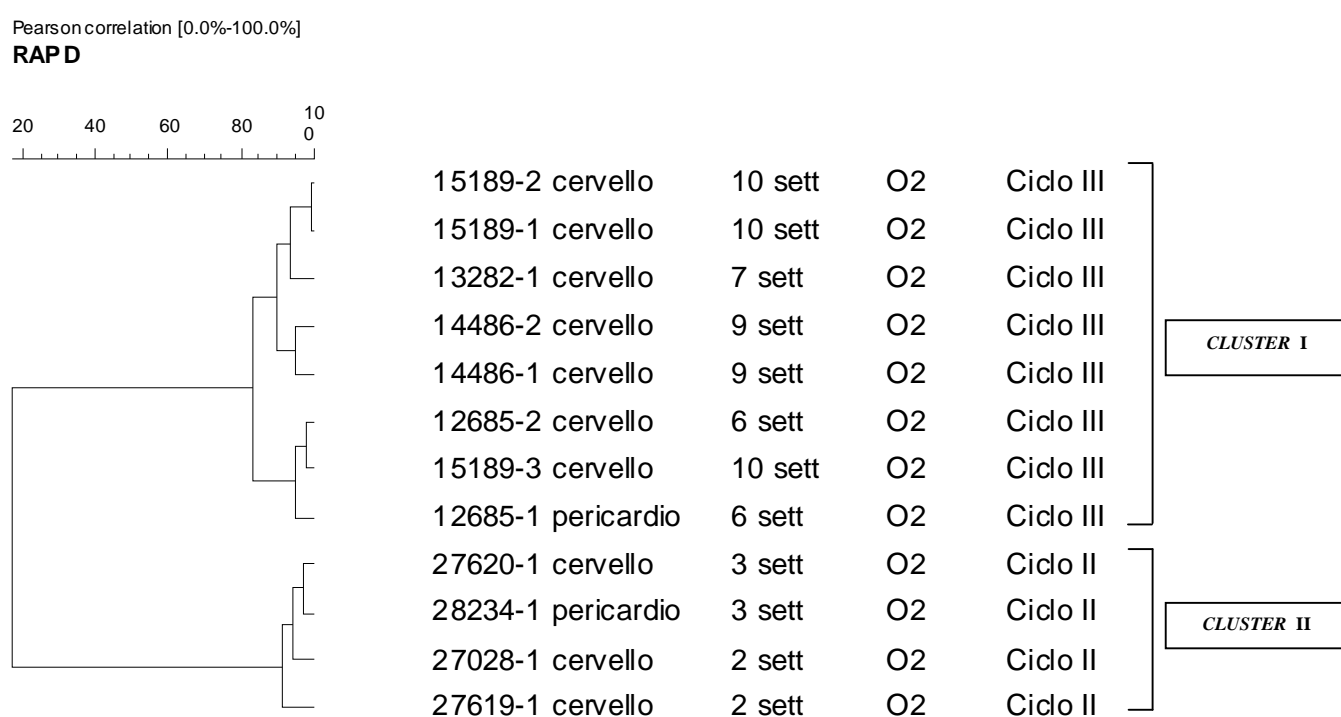 Pearson correlation [0.0%-100.0%]
RAPD
20 40 60 80 100
15189-2 cervello 10 sett O2 Ciclo III
15189-1 cervello 10 sett O2 Ciclo III
13282-1 cervello 7 sett O2 Ciclo III
14486-2 cervello 9 sett O2 Ciclo III
CLUSTER I
14486-1 cervello 9 sett O2 Ciclo III
12685-2 cervello 6 sett O2 Ciclo III
15189-3 cervello 10 sett O2 Ciclo III
12685-1 pericardio 6 sett O2 Ciclo III
27620-1 cervello 3 sett O2 Ciclo II
28234-1 pericardio 3 sett O2 Ciclo II
CLUSTER II
27028-1 cervello 2 sett O2 Ciclo II
27619-1 cervello 2 sett O2 Ciclo II